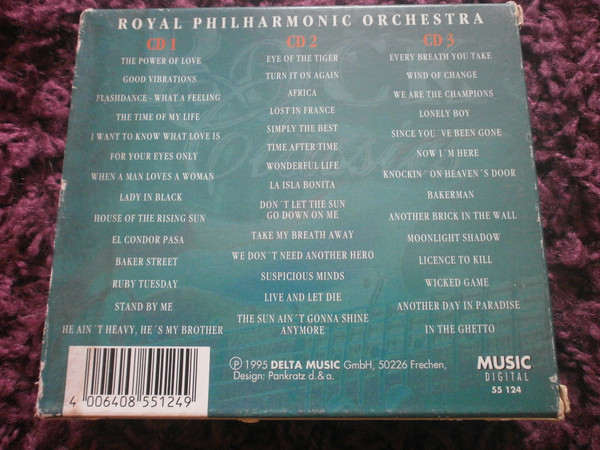 ROYAL PHILHARMONIC ORCHESTRA
CD 1
THE POWER OF LOVE
GOOD VIBRATIONS
FLASHDANCE - WHAT A FEELING
THE TIME OF MY LIFE
I WANT TO KNOW WHAT LOVE IS
FOR YOUR EYES ONLY
WHEN A MAN LOVES A WOMAN
LADY IN BLACK
HOUSE OF THE RISING SUN
EL CONDOR PASA
BAKER STREET
RUBY TUESDAY
STAND BY ME
HE AIN´T HEAVY, HE´S MY BROTHER
CD 2
EYE OF THE TIGER
TURN IT ON AGAIN
AFRICA
LOST IN FRANCE
SIMPLY THE BEST
TIME AFTER TIME
WONDERFUL LIFE
LA ISLA BONITA
DON´T LET THE SUN
GO DOWN ON ME
TAKE MY BREATH AWAY
WE DON´T NEED ANOTHER HERO
SUSPICIOUS MINDS
LIVE AND LET DIE
THE SUN AIN´T GONNA SHINE
ANYMORE
CD 3
EVERY BREATH YOU TAKE
WIND OF CHANGE
WE ARE THE CHAMPIONS
LONELY BOY
SINCE YOU´VE BEEN GONE
NOW I´M HERE
KNOCKIN´ ON HEAVEN´S DOOR
BAKERMAN
ANOTHER BRICK IN THE WALL
MOONLIGHT SHADOW
LICENCE TO KILL
WICKED GAME
ANOTHER DAY IN PARADISE
IN THE GHETTO
4 006408 551249
℗ 1995 DELTA MUSIC GmbH, 50226 Frechen,
Design: Pankratz d.&a.
MUSIC
DIGITAL
55 124